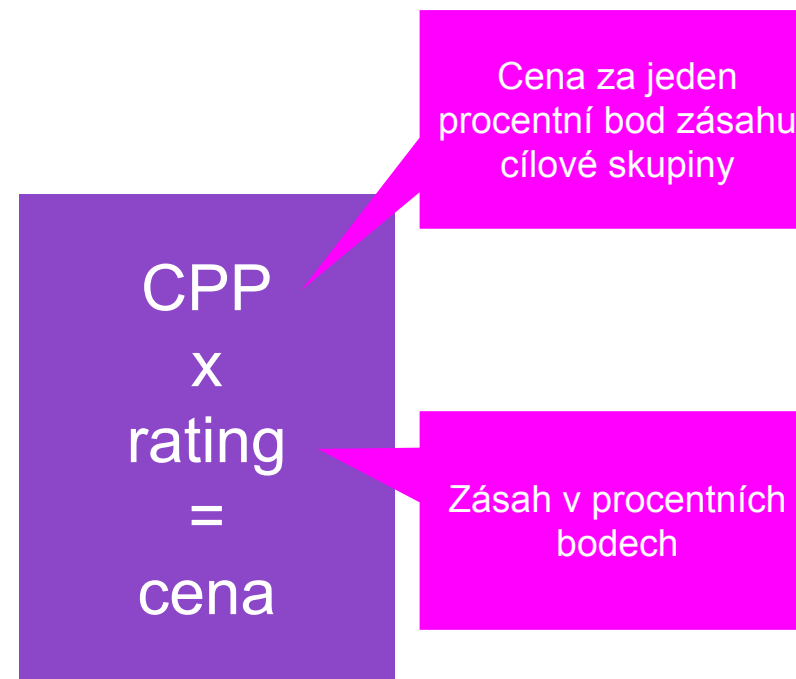 Cena za jeden
procentní bod zásahu
cílové skupiny
CPP
x
rating
=
cena
Zásah v procentních
bodech